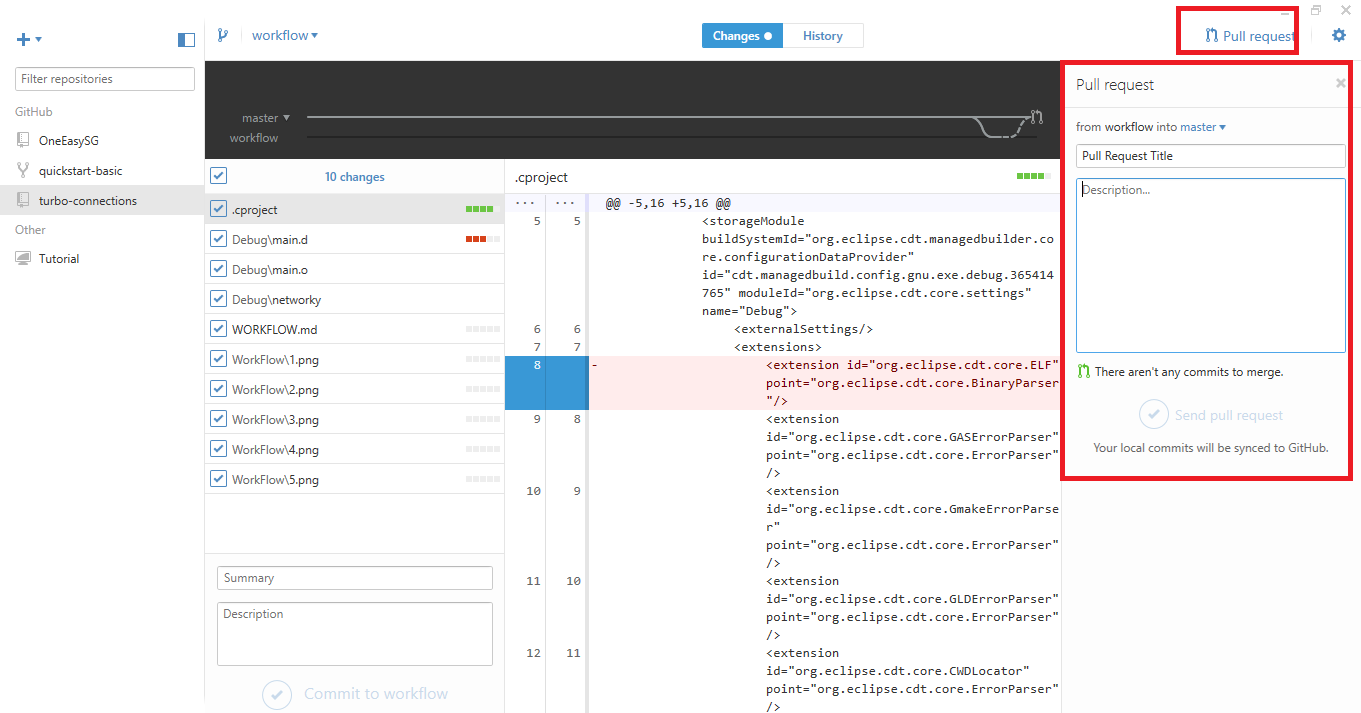 workflow
Changes
History
Pull request
Filter repositories
GitHub
OneEasySG
quickstart-basic
turbo-connections
Other
Tutorial
master
workflow
10 changes
.cproject
Debug\main.d
Debug\main.o
Debug\networky
WORKFLOW.md
WorkFlow\1.png
WorkFlow\2.png
WorkFlow\3.png
WorkFlow\4.png
WorkFlow\5.png
Summary
Description
Commit to workflow
.cproject
... ... @@ -5,16 +5,16 @@
5 5 <storageModule
buildSystemId="org.eclipse.cdt.managedbuilder.co
re.configurationDataProvider"
id="cdt.managedbuild.config.gnu.exe.debug.365414
765" moduleId="org.eclipse.cdt.core.settings"
name="Debug">
6 6 <externalSettings/>
7 7 <extensions>
8 - <extension id="org.eclipse.cdt.core.ELF"
point="org.eclipse.cdt.core.BinaryParser
"/>
9 8 <extension
id="org.eclipse.cdt.core.GASErrorParser"
point="org.eclipse.cdt.core.ErrorParser"
/>
10 9 <extension
id="org.eclipse.cdt.core.GmakeErrorParse
r"
point="org.eclipse.cdt.core.ErrorParser"
/>
11 10 <extension
id="org.eclipse.cdt.core.GLDErrorParser"
point="org.eclipse.cdt.core.ErrorParser"
/>
12 11 <extension
id="org.eclipse.cdt.core.CWDLocator"
point="org.eclipse.cdt.core.ErrorParser"
/>
Pull request
from workflow into master
Pull Request Title
Description...
There aren't any commits to merge.
Send pull request
Your local commits will be synced to GitHub.